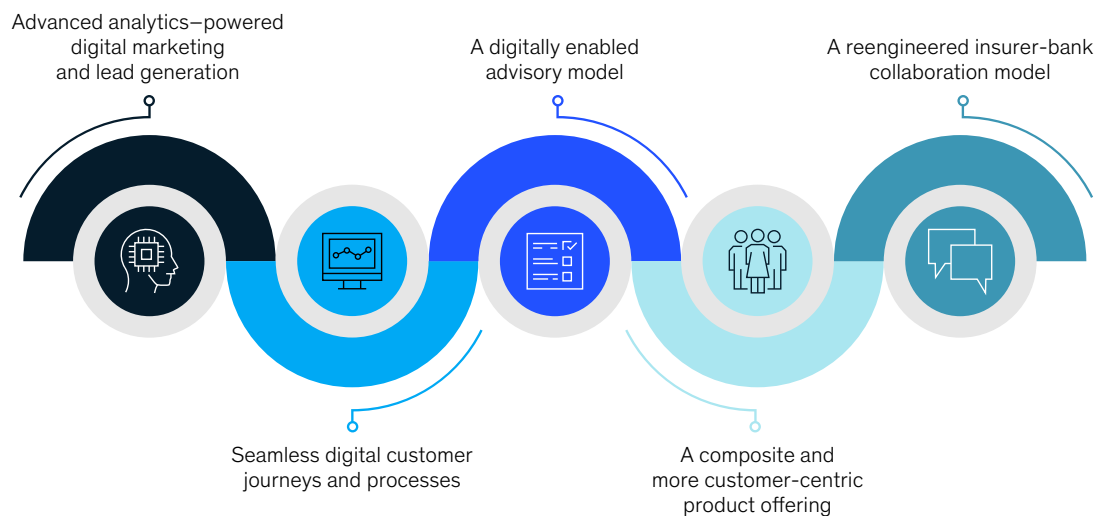 Advanced analytics–powered
digital marketing
and lead generation
A digitally enabled
advisory model
A reengineered insurer-bank
collaboration model
Seamless digital customer
journeys and processes
A composite and
more customer-centric
product offering